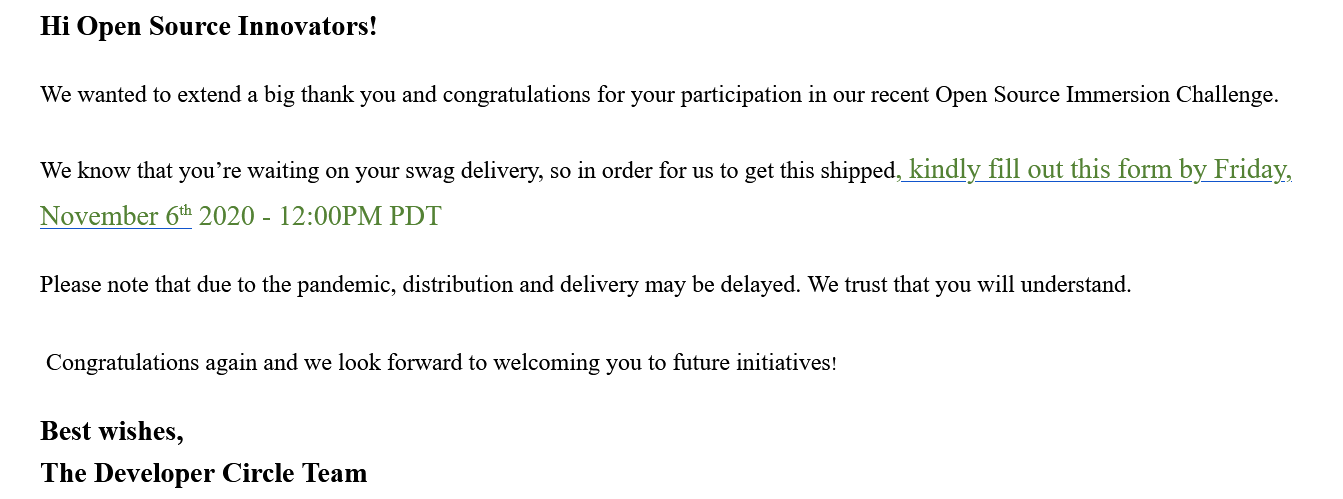 Hi Open Source Innovators!
We wanted to extend a big thank you and congratulations for your participation in our recent Open Source Immersion Challenge.
We know that you’re waiting on your swag delivery, so in order for us to get this shipped, kindly fill out this form by Friday,
November 6th 2020 - 12:00PM PDT
Please note that due to the pandemic, distribution and delivery may be delayed. We trust that you will understand.
Congratulations again and we look forward to welcoming you to future initiatives!
Best wishes,
The Developer Circle Team